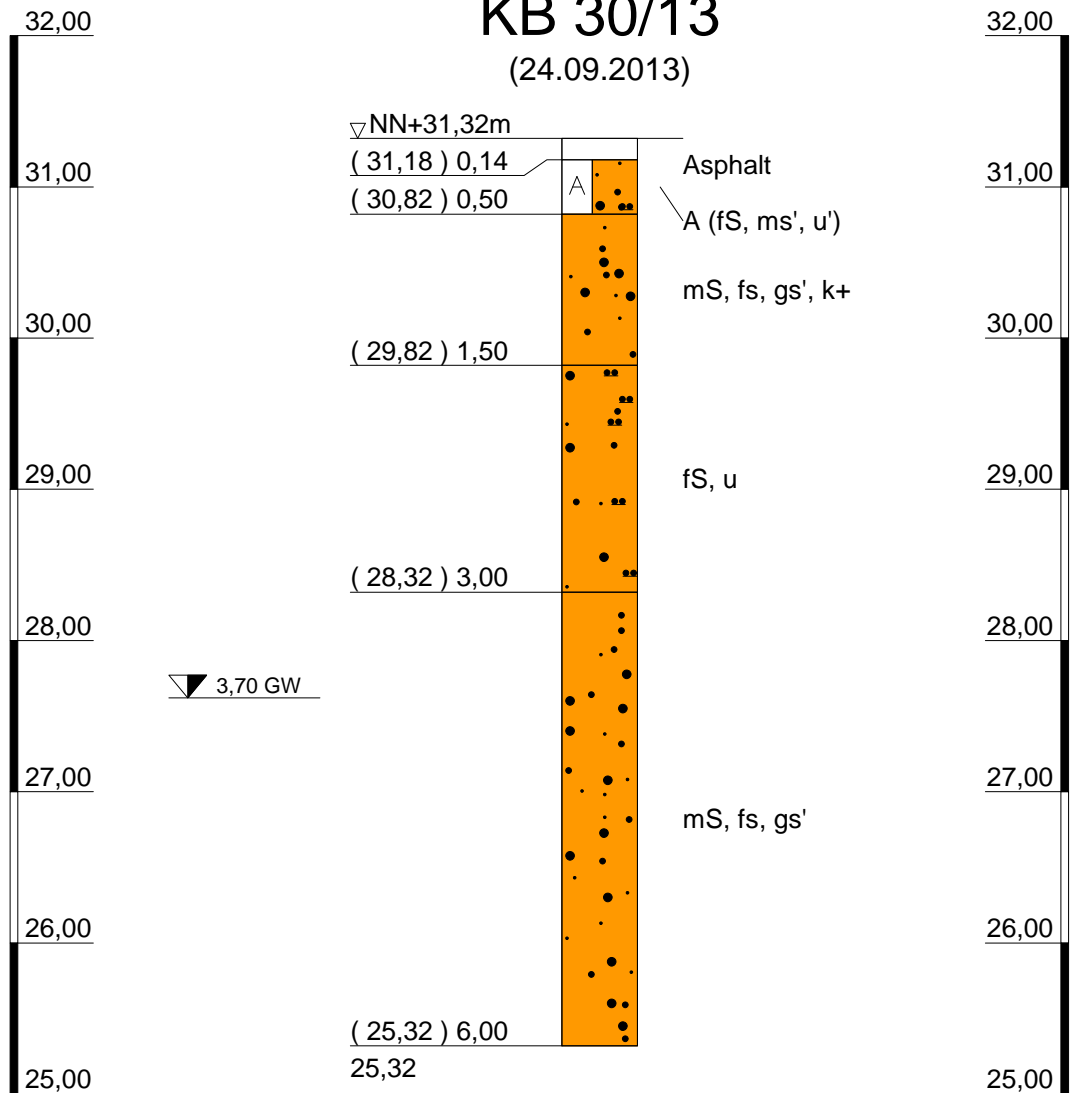 KB 30/13
(24.09.2013)
32,00
32,00
NN+31,32m
( 31,18 ) 0,14
Asphalt
31,00
A
31,00
( 30,82 ) 0,50
A (fS, ms', u')
mS, fs, gs', k+
30,00
30,00
( 29,82 ) 1,50
29,00
fS, u
29,00
( 28,32 ) 3,00
28,00
28,00
3,70 GW
27,00
27,00
mS, fs, gs'
26,00
26,00
( 25,32 ) 6,00
25,32
25,00
25,00